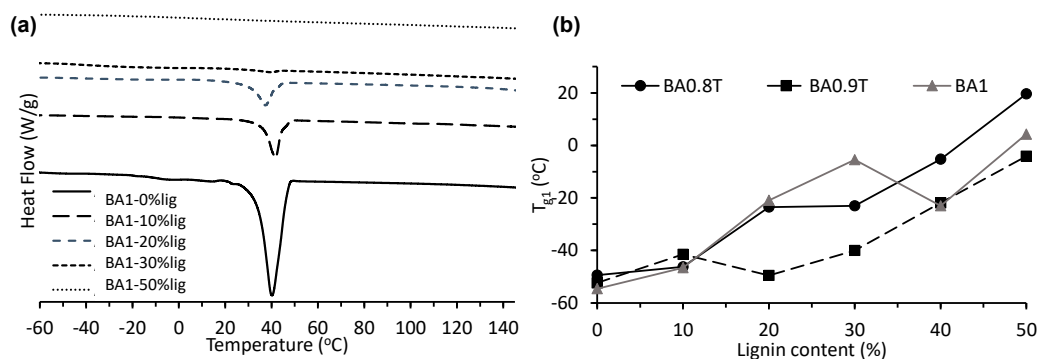 (a)
Heat Flow (W/g)
BA1-0%lig
BA1-10%lig
BA1-20%lig
BA1-30%lig
BA1-50%lig
-60 -40 -20 0 20 40 60 80 100 120 140
Temperature (°C)
(b)
BA0.8T BA0.9T BA1
Tg1 (°C)
20
0
-20
-40
-60
0 10 20 30 40 50
Lignin content (%)